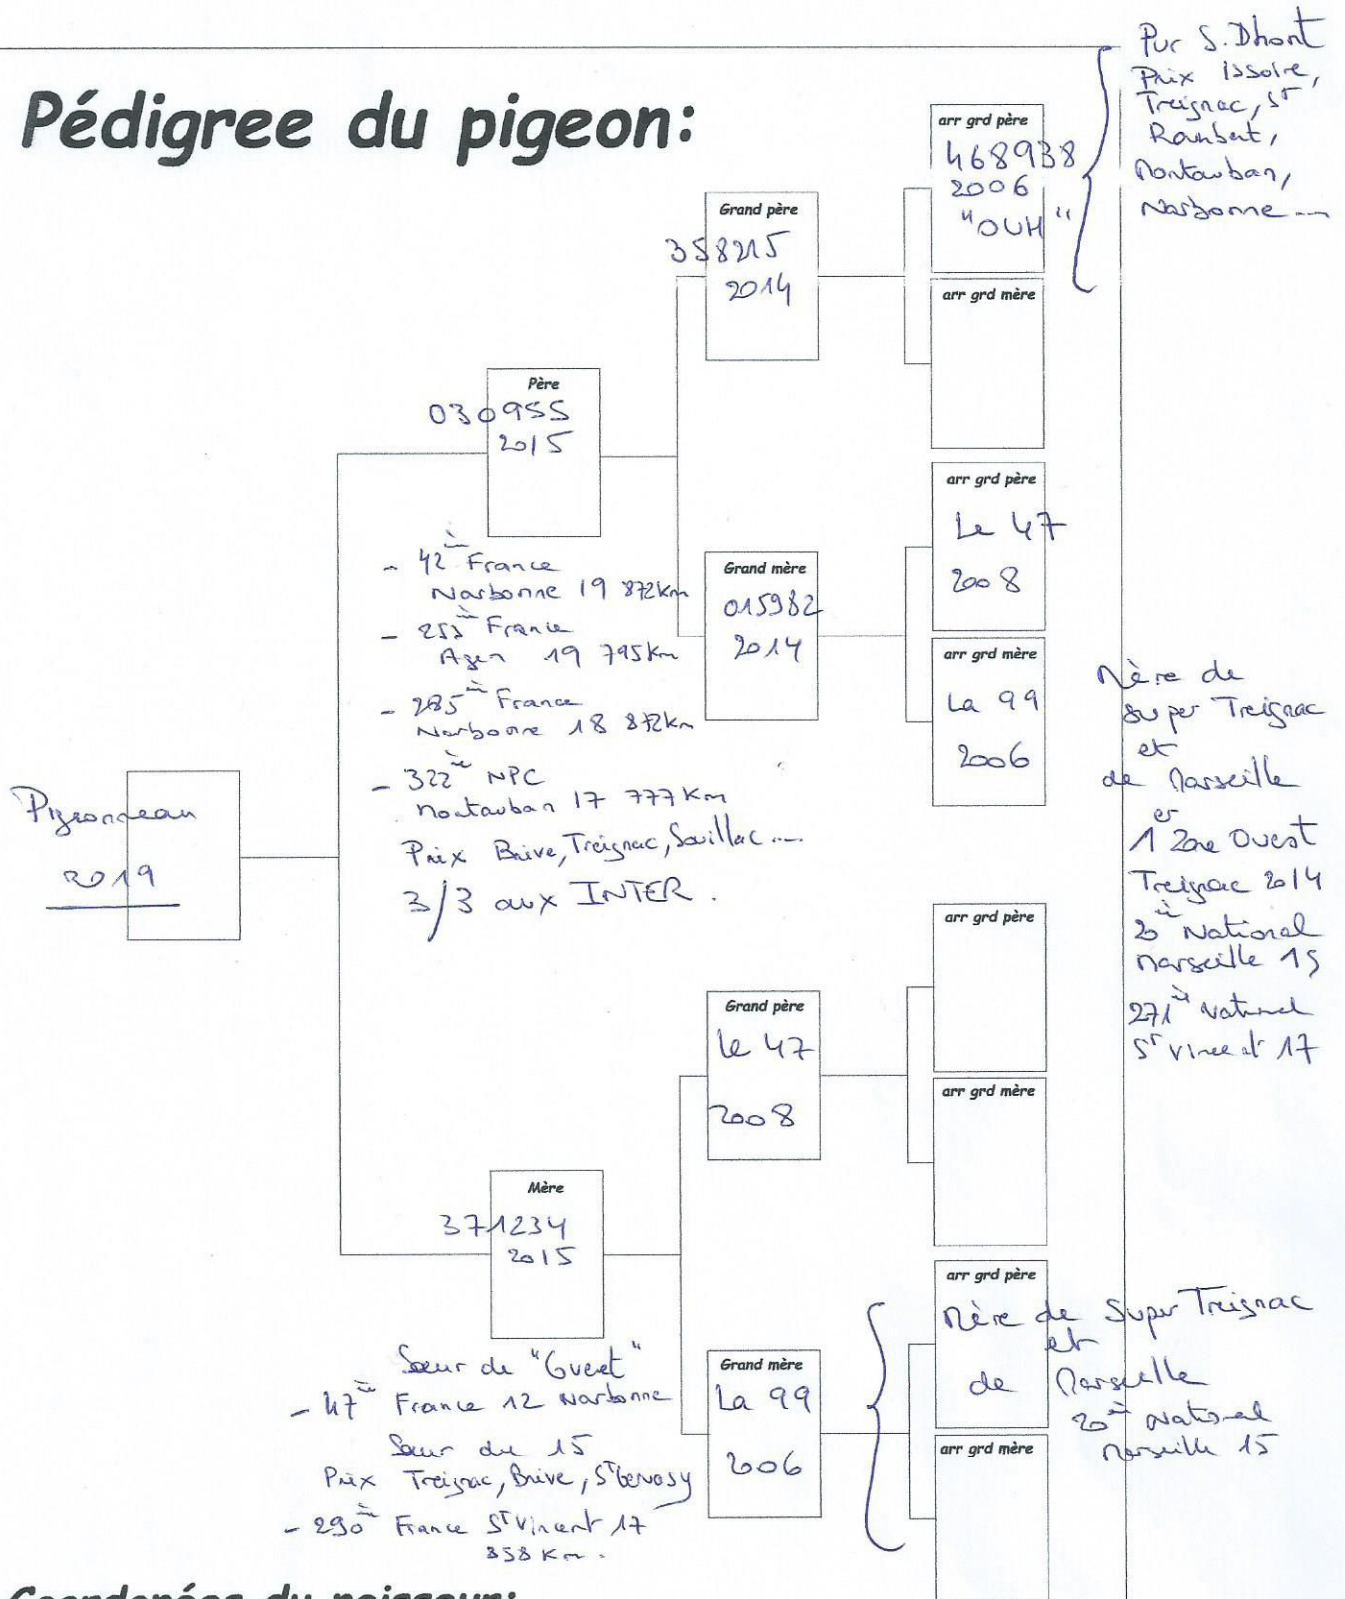 Pur S. Dhont
Prix Issoire,
Treignac, St
Rambert,
Montauban,
Narbonne ...
Pédigree du pigeon:
arr grd père
468938
2006
"OUH"
arr grd mère
Grand père
358215
2014
Père
030955
2015
- 42è France
Narbonne 19 872km
- 253è France
Agen 19 795km
- 285è France
Narbonne 18 872km
- 322è NPC
Montauban 17 777km
Prix Brive, Treignac, Souillac ...
3/3 aux INTER.
Grand mère
015982
2014
arr grd père
Le 47
2008
arr grd mère
La 99
2006
Mère de
Super Treignac
et
de Marseille
1er Zone Ouest
Treignac 2014
20è National
Marseille 15
271è National
St Vincent 17
Pigeonneau
2019
arr grd père
arr grd mère
Grand père
Le 47
2008
Mère
371234
2015
Soeur de "Gueret"
- 47è France 12 Narbonne
Soeur du 15
Prix Treignac, Brive, St
- 290è France St Vincent 17
858 Km.
Grand mère
La 99
2006
arr grd père
Mère de Super Treignac
et
de Marseille
20è National
Marseille 15
arr grd mère